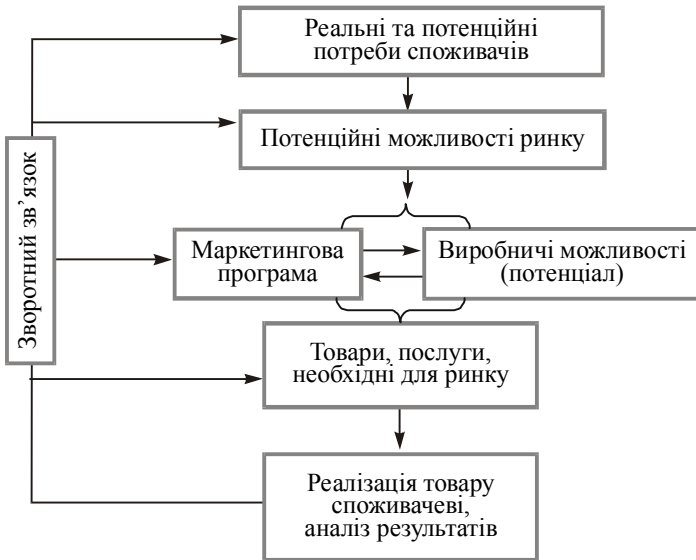 Реальні та потенційні
потреби споживачів
Потенційні можливості ринку
Зворотний зв’язок
Маркетингова
програма
Виробничі можливості
(потенціал)
Товари, послуги,
необхідні для ринку
Реалізація товару
споживачеві,
аналіз результатів